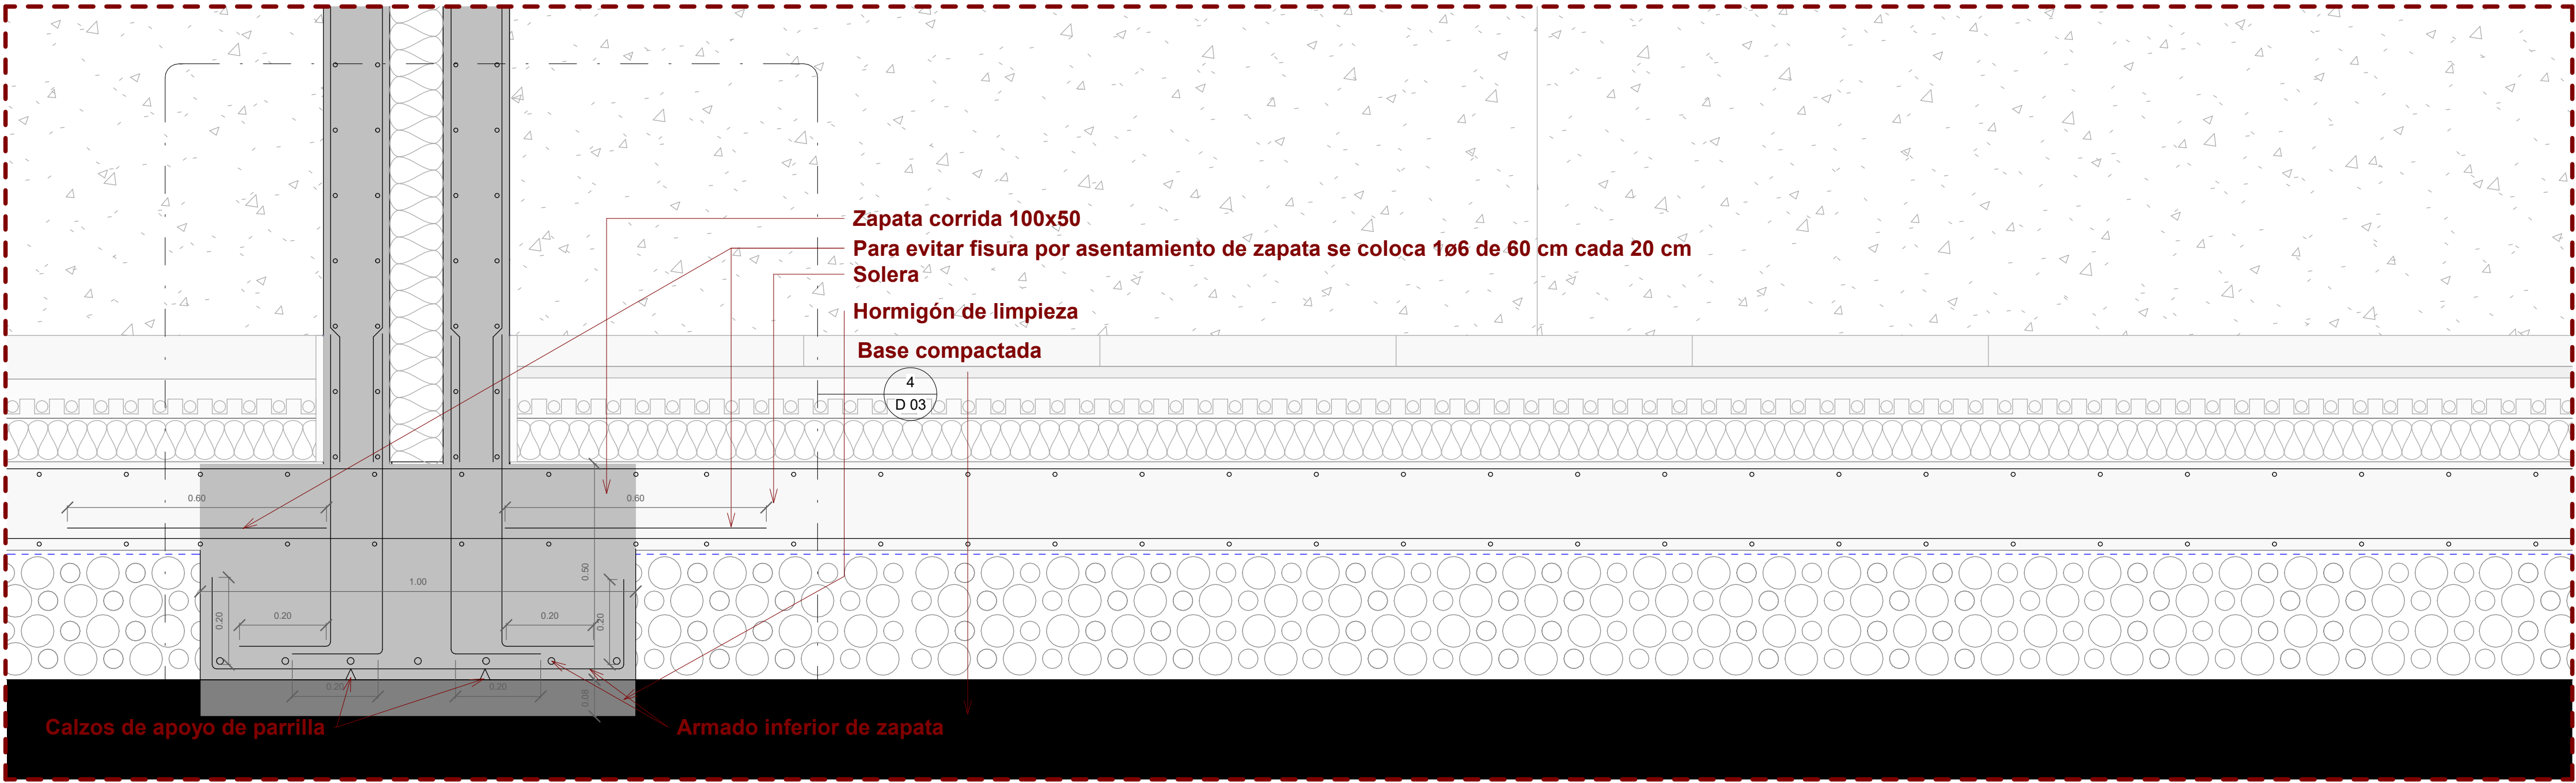 Zapata corrida 100x50
Para evitar fisura por asentamiento de zapata se coloca 1ø6 de 60 cm cada 20 cm
Solera
Hormigón de limpieza
Base compactada
4
D 03
0.60
0.60
0.50
1.00
0.20
0.20
0.20
0.20
0.20
0.20
0.08
Calzos de apoyo de parrilla
Armado inferior de zapata